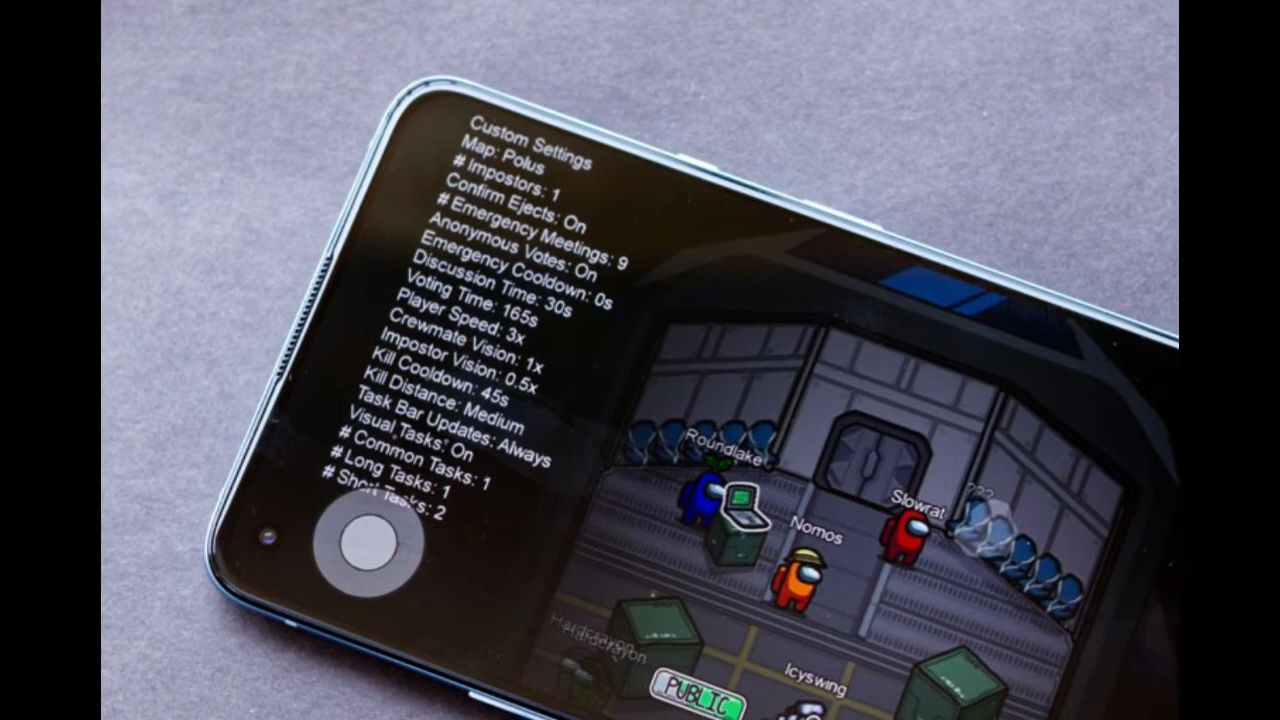 Custom Settings
Map: Polus
# Impostors: 1
Confirm Ejects: On
# Emergency Meetings: 9
Anonymous Votes: On
Emergency Cooldown: 0s
Discussion Time: 30s
Voting Time: 165s
Player Speed: 3x
Crewmate Vision: 1x
Impostor Vision: 0.5x
Kill Cooldown: 45s
Kill Distance: Medium
Task Bar Updates: Always
Visual Tasks: On
# Common Tasks: 1
# Long Tasks: 1
# Short Tasks: 2
Roundlake
???
Slowrat
Nomos
Hardcrayon
Hardcrayon
Icyswing
PUBLIC